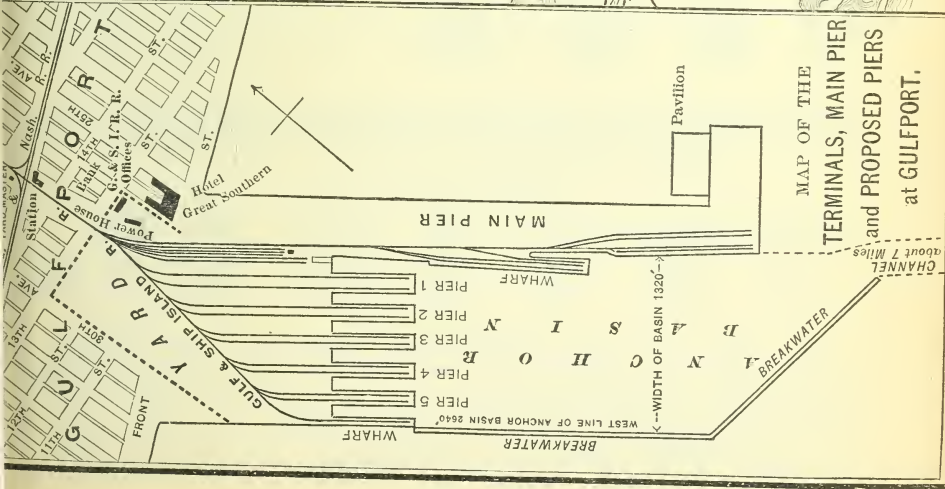 MAP OF THE
TERMINALS, MAIN PIER
and PROPOSED PIERS
at GULFPORT.
GULFPORT
Nash.
R. R.
AVE.
25TH
ST.
14TH
Bank
G. & S. I. R. R.
Offices
ST.
ST.
Hotel
Great Southern
Station
R. R.
Power House
YARD
GULF & SHIP ISLAND
AVE.
13TH
ST.
30TH
ST.
12TH
11TH
FRONT
MAIN PIER
Pavilion
WHARF
PIER 1
PIER 2
PIER 3
PIER 4
PIER 5
WHARF
ANCHOR
BASIN
WIDTH OF BASIN 1320'
WEST LINE OF ANCHOR BASIN 2640'
BREAKWATER
BREAKWATER
CHANNEL
about 7 Miles